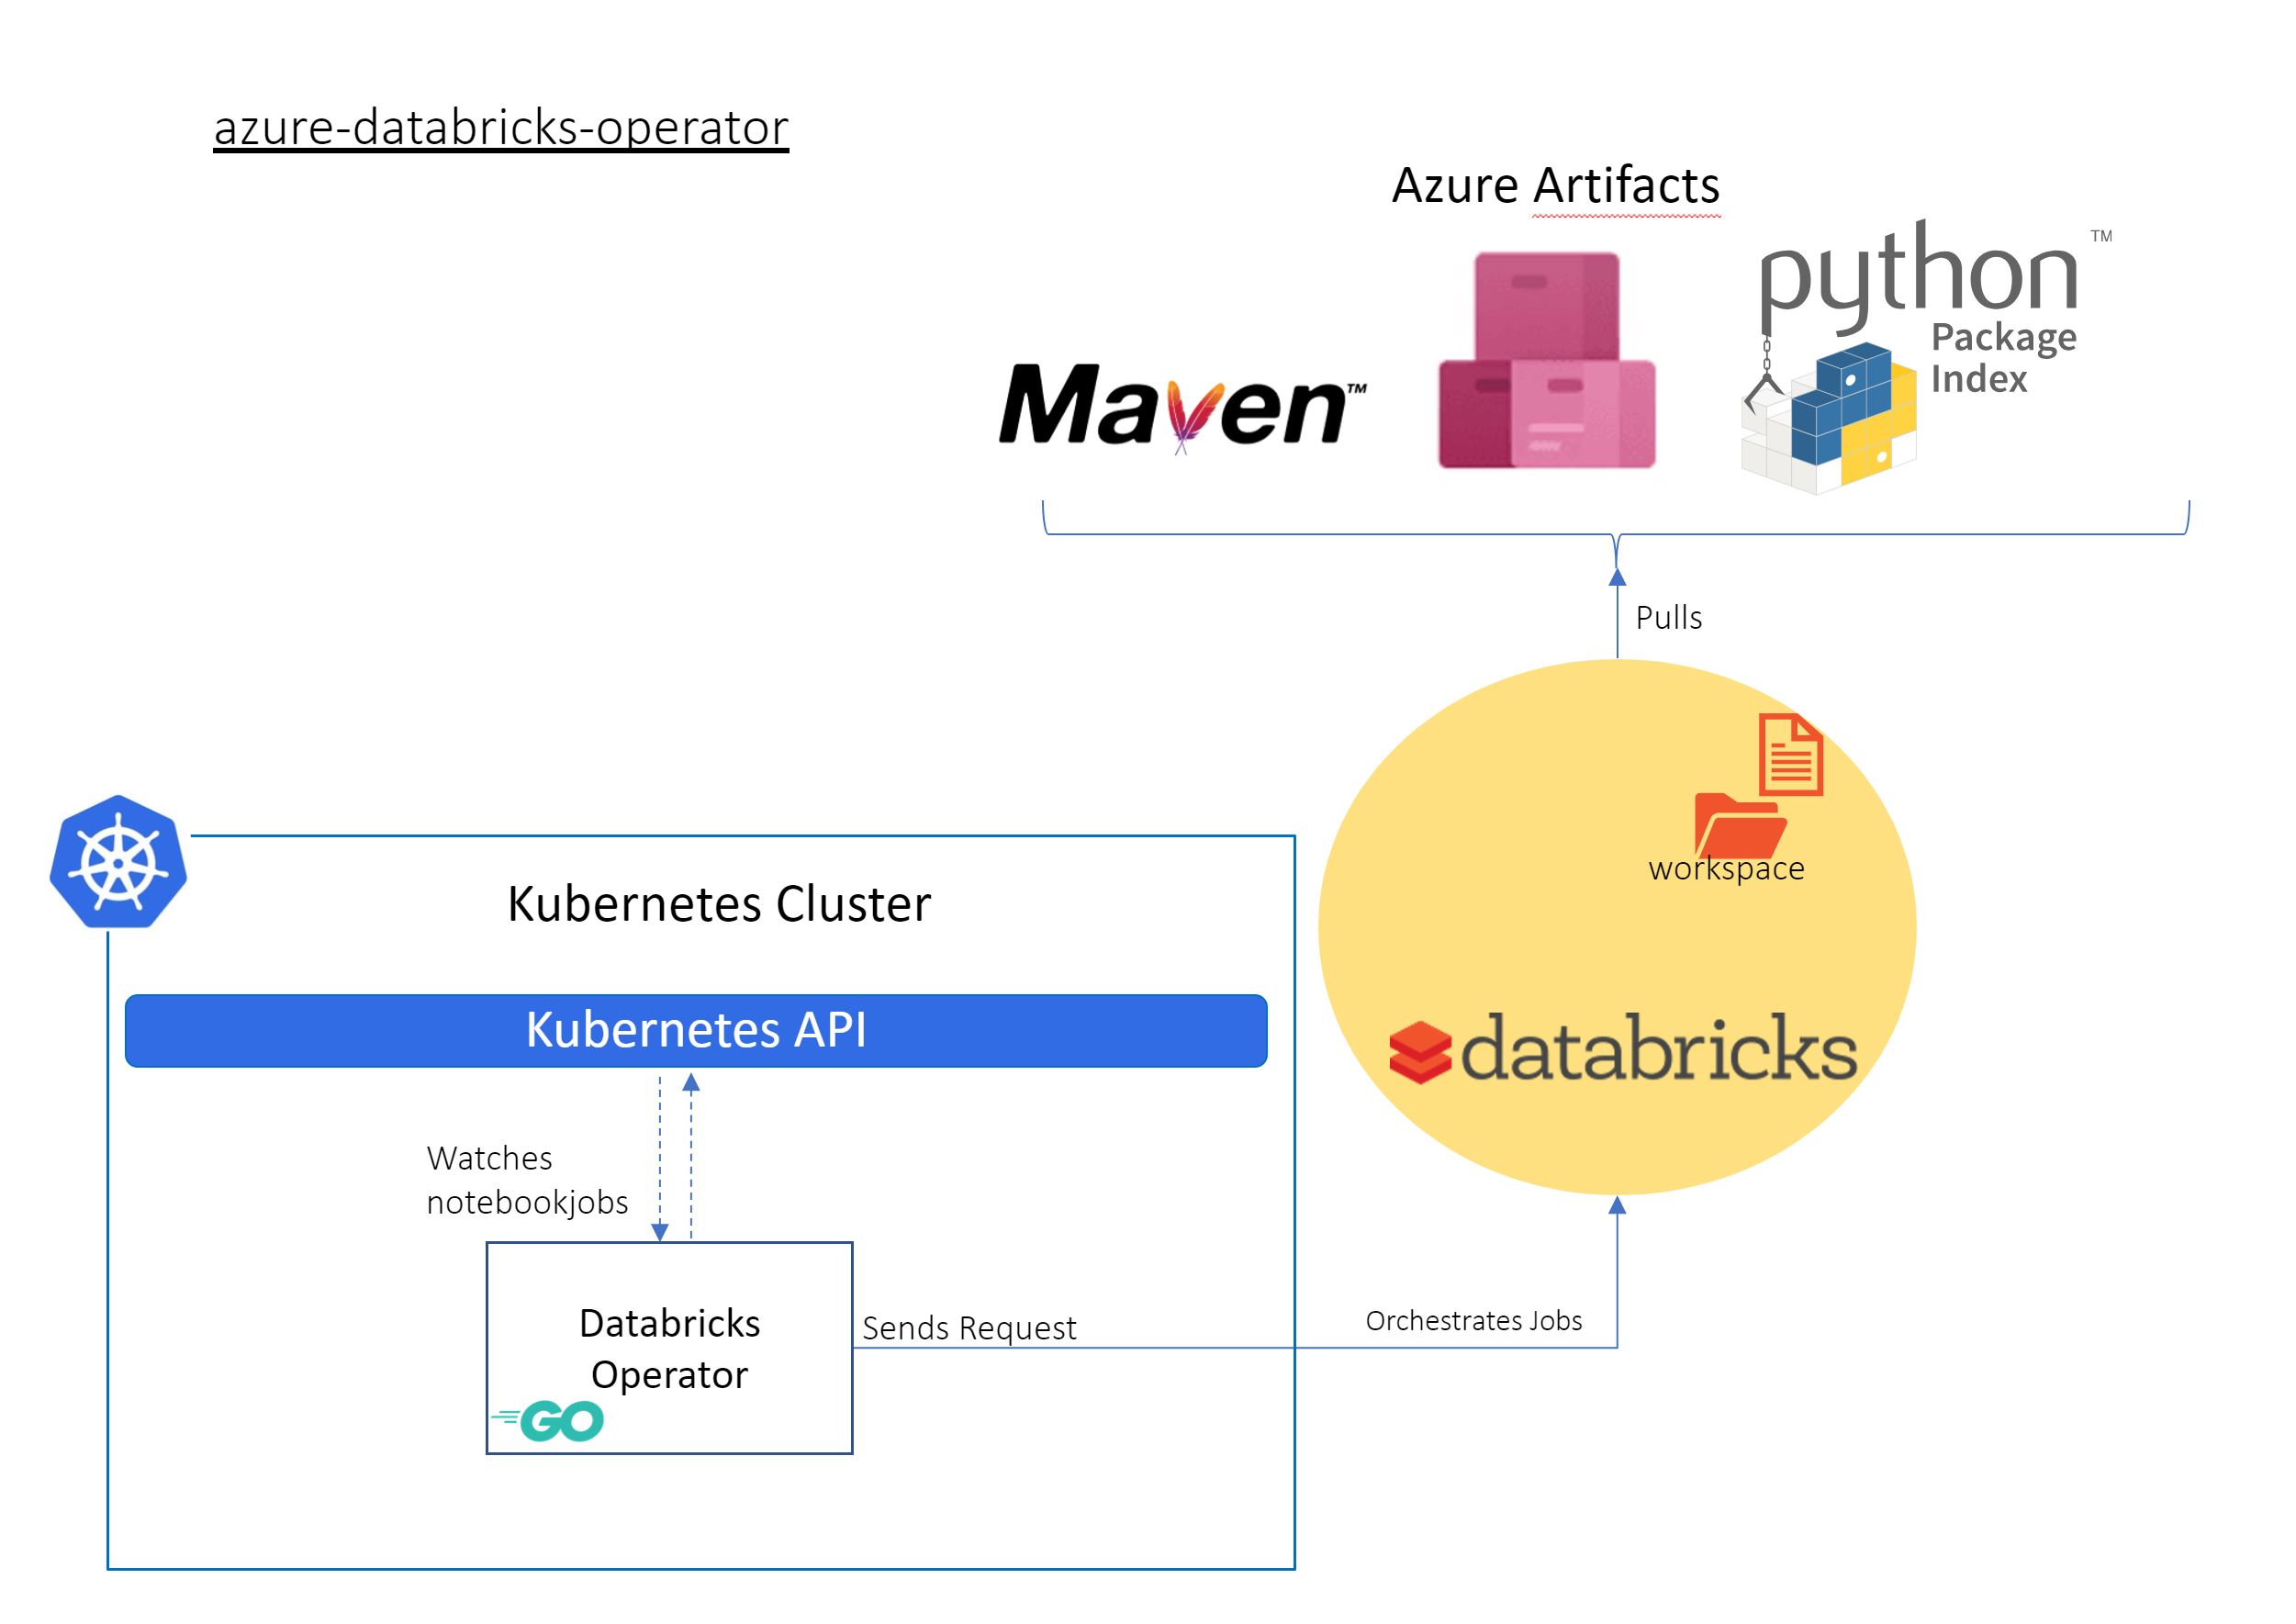 azure-databricks-operator
Azure Artifacts
Maven™
python™
Package
Index
Pulls
workspace
databricks
Kubernetes Cluster
Kubernetes API
Watches
notebookjobs
Databricks
Operator
GO
Sends Request
Orchestrates Jobs